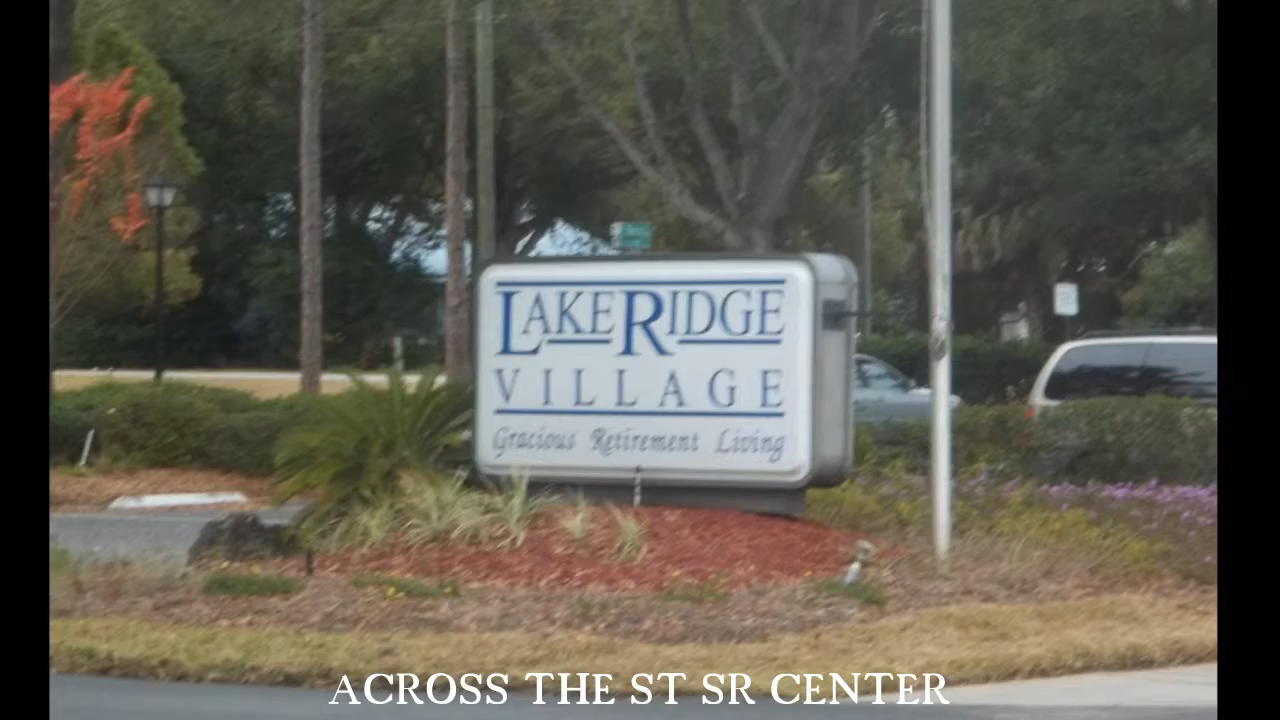 LAKERIDGE
VILLAGE
Gracious Retirement Living
ACROSS THE ST SR CENTER